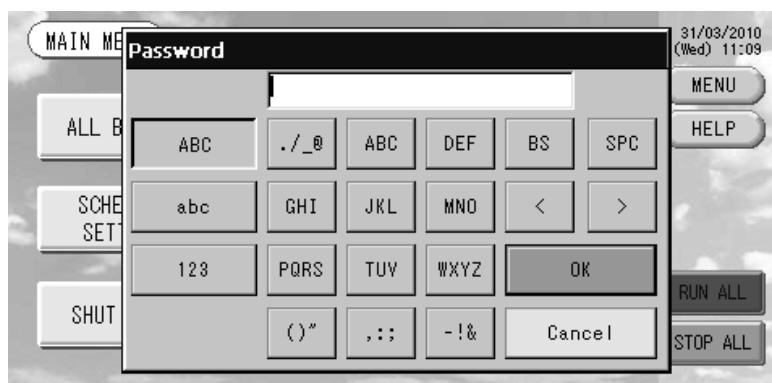 MAIN ME
31/03/2010
(Wed) 11:09
Password
MENU
ALL B
HELP
ABC ./_@ ABC DEF BS SPC
SCHE
SETT
abc GHI JKL MNO < >
123 PQRS TUV WXYZ OK
RUN ALL
SHUT
()" ,:; -!& Cancel
STOP ALL